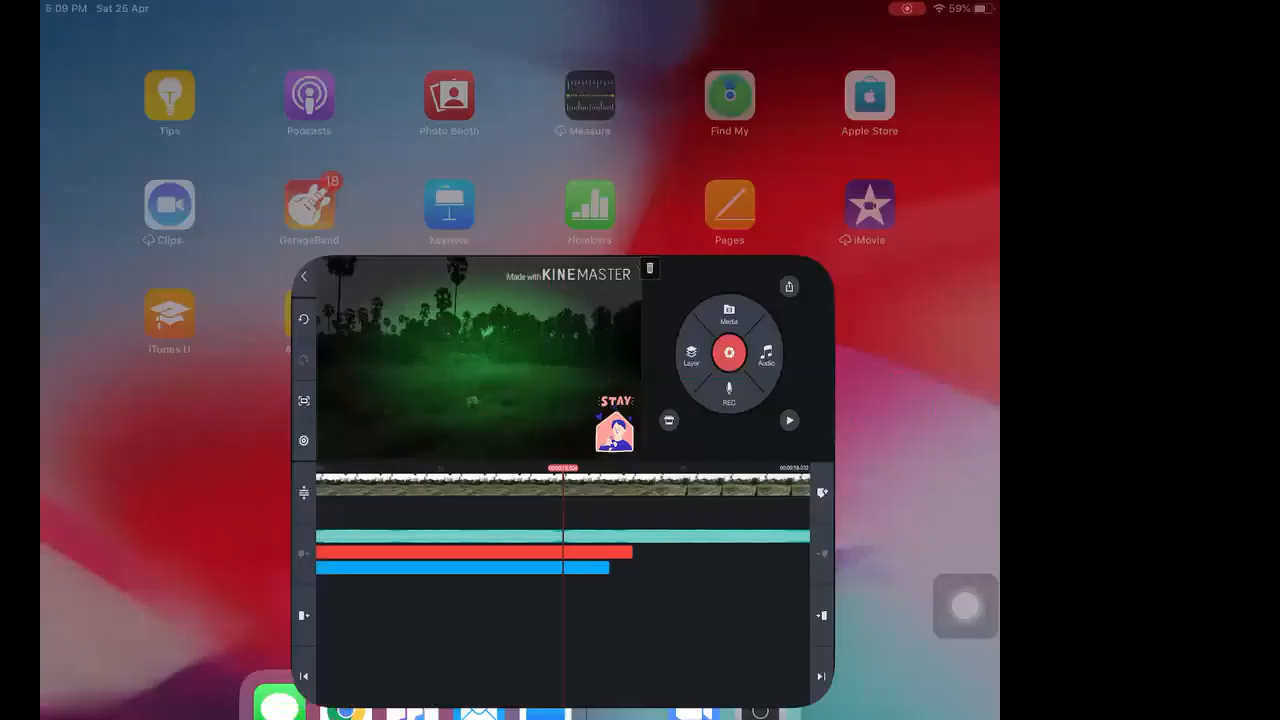 5:09 PM Sat 25 Apr
59%
Tips
Podcasts
Photo Booth
Measure
Find My
Apple Store
18
Clips
GarageBand
Keynote
Numbers
Pages
iMovie
iTunes U
Made with KINEMASTER
Media
Layer
Audio
REC
STAY